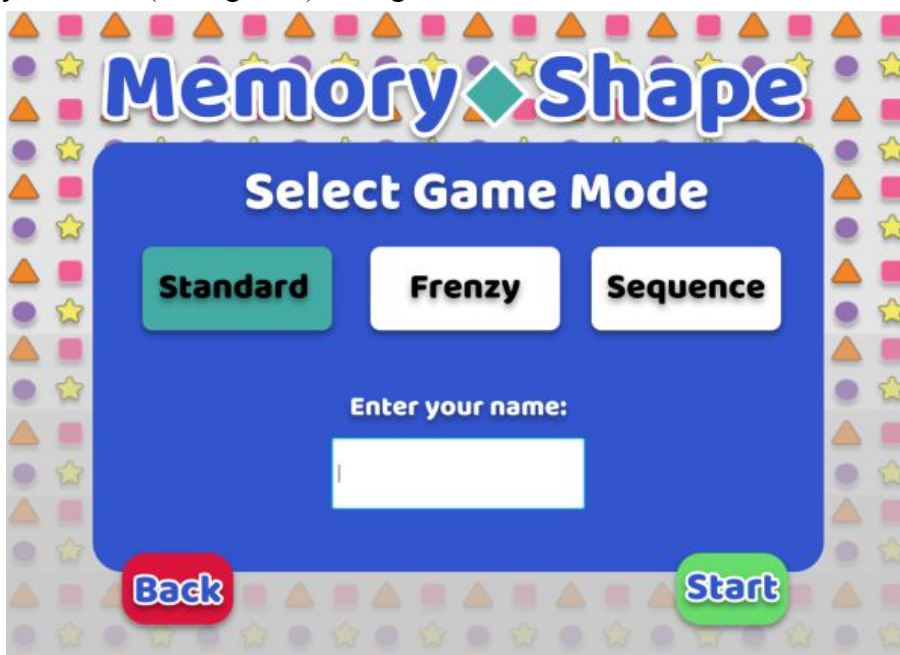 Memory Shape
Select Game Mode
Standard Frenzy Sequence
Enter your name:
Back Start